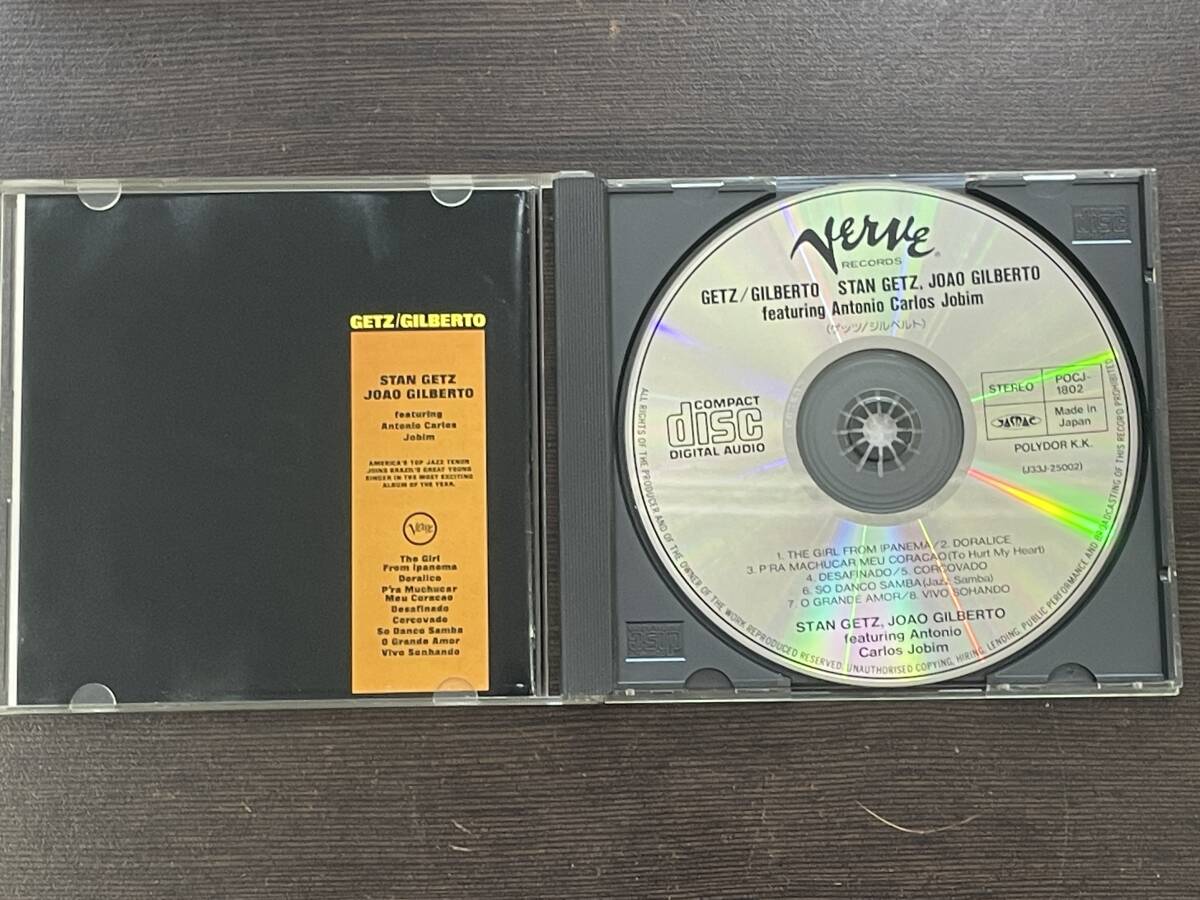 GETZ/GILBERTO
STAN GETZ
JOAO GILBERTO
featuring
Antonio Carlos
Jobim
AMERICA'S TOP JAZZ TENOR
JOINS BRAZIL'S GREAT YOUNG
SINGER IN THE MOST EXCITING
ALBUM OF THE YEAR.
Verve
The Girl
From Ipanema
Doralice
P'ra Muchucar
Meu Coracao
Desafinado
Corcovado
So Danco Samba
O Grande Amor
Vivo Sonhando
VERVE
RECORDS
GETZ/GILBERTO STAN GETZ, JOAO GILBERTO
featuring Antonio Carlos Jobim
(ゲッツ/ジルベルト)
COMPACT
disc
DIGITAL AUDIO
STEREO
POCJ-
1802
JASRAC
Made in
Japan
POLYDOR K.K.
(J33J-25002)
1. THE GIRL FROM IPANEMA/2. DORALICE
3. P'RA MACHUCAR MEU CORACAO(To Hurt My Heart)
4. DESAFINADO/5. CORCOVADO
6. SO DANCO SAMBA(Jazz Samba)
7. O GRANDE AMOR/8. VIVO SOHANDO
STAN GETZ, JOAO GILBERTO
featuring Antonio
Carlos Jobim
ALL RIGHTS OF THE PRODUCER AND OF THE OWNER OF THE WORK REPRODUCED RESERVED. UNAUTHORISED COPYING, HIRING, LENDING, PUBLIC PERFORMANCE AND BROADCASTING OF THIS RECORD PROHIBITED
disc
disc